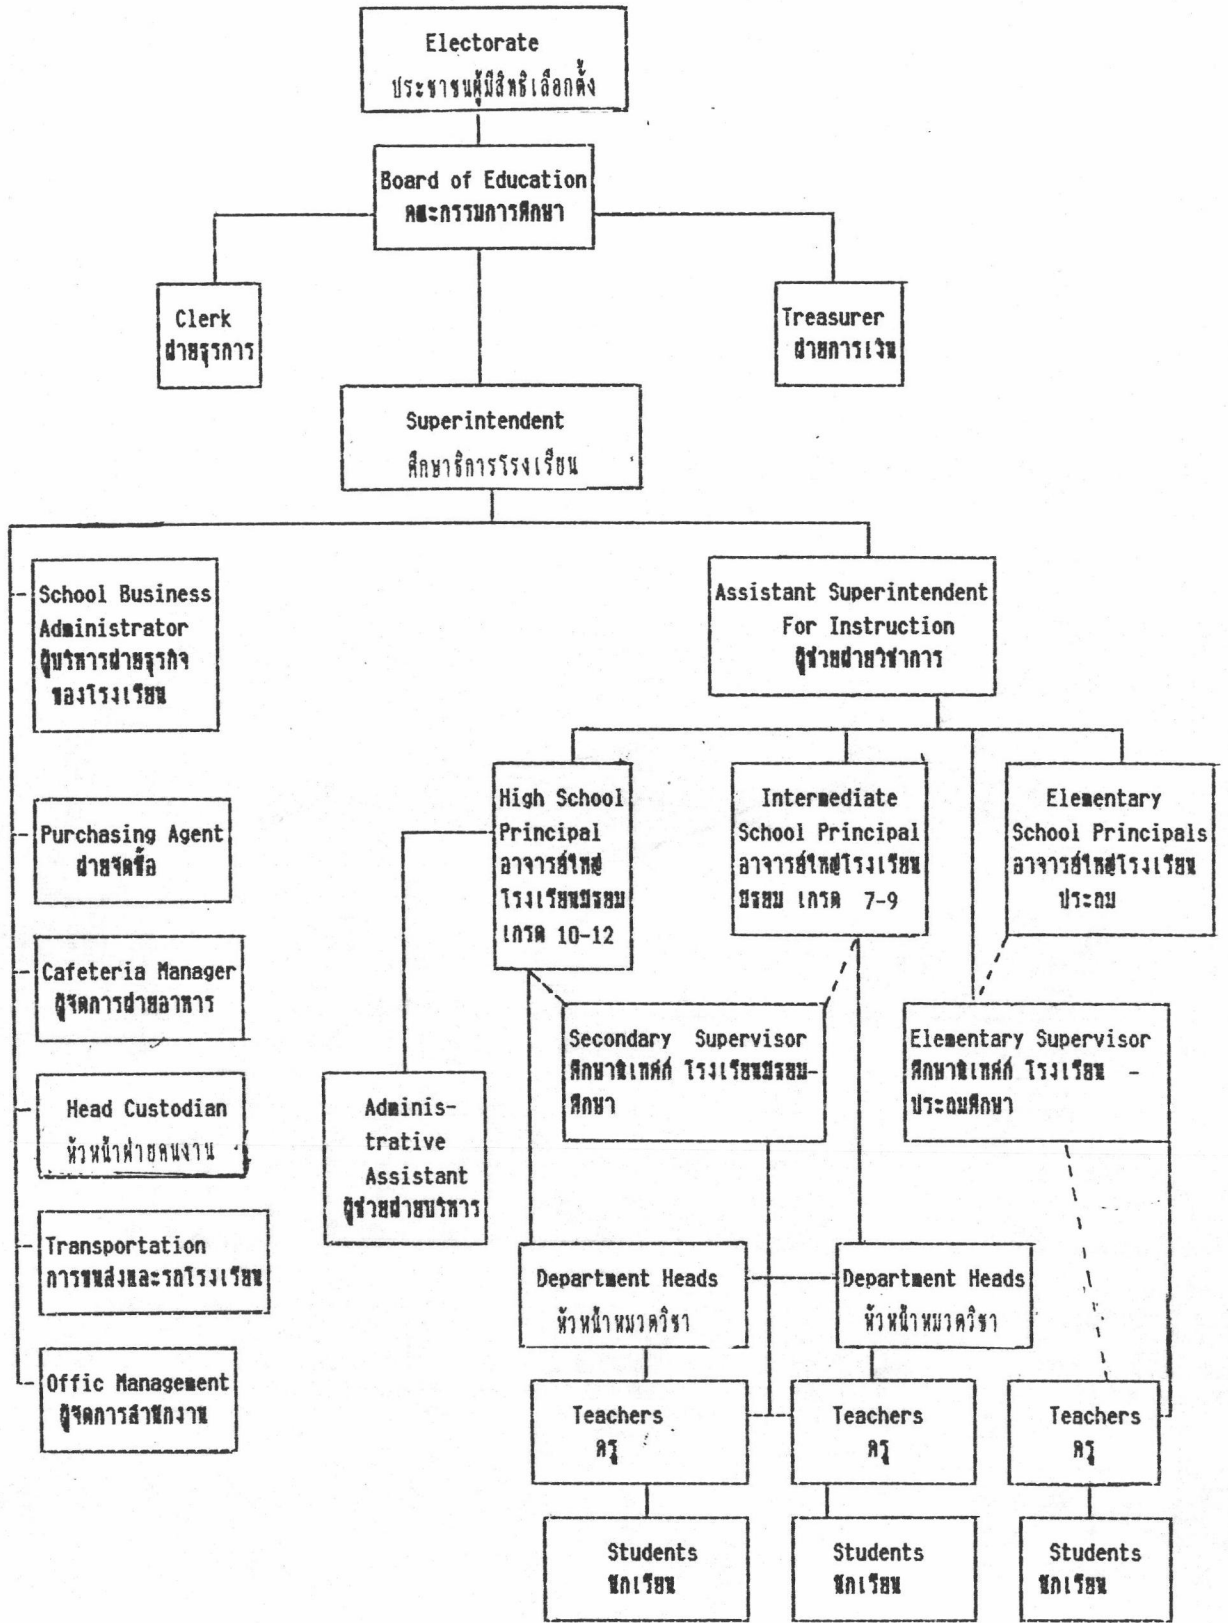 Electorate
ประชาชนผู้มีสิทธิเลือกตั้ง
Board of Education
คณะกรรมการศึกษา
Clerk
ฝ่ายธุรการ
Treasurer
ฝ่ายการเงิน
Superintendent
ศึกษาธิการโรงเรียน
School Business
Administrator
ผู้บริหารฝ่ายธุรกิจ
ของโรงเรียน
Assistant Superintendent
For Instruction
ผู้ช่วยฝ่ายวิชาการ
High School
Principal
อาจารย์ใหญ่
โรงเรียนมัธยม
เกรด 10-12
Intermediate
School Principal
อาจารย์ใหญ่โรงเรียน
มัธยม เกรด 7-9
Elementary
School Principals
อาจารย์ใหญ่โรงเรียน
ประถม
Purchasing Agent
ฝ่ายจัดซื้อ
Cafeteria Manager
ผู้จัดการฝ่ายอาหาร
Secondary Supervisor
ศึกษานิเทศก์ โรงเรียนมัธยม-
ศึกษา
Elementary Supervisor
ศึกษานิเทศก์ โรงเรียน -
ประถมศึกษา
Head Custodian
หัวหน้าฝ่ายคนงาน
Adminis-
trative
Assistant
ผู้ช่วยฝ่ายบริหาร
Transportation
การขนส่งและรถโรงเรียน
Department Heads
หัวหน้าหมวดวิชา
Department Heads
หัวหน้าหมวดวิชา
Offic Management
ผู้จัดการสำนักงาน
Teachers
ครู
Teachers
ครู
Teachers
ครู
Students
นักเรียน
Students
นักเรียน
Students
นักเรียน